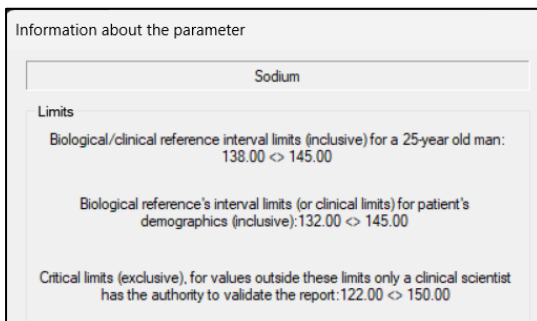 Information about the parameter
Sodium
Limits
Biological/clinical reference interval limits (inclusive) for a 25-year old man:
138.00 <> 145.00
Biological reference's interval limits (or clinical limits) for patient's
demographics (inclusive):132.00 <> 145.00
Critical limits (exclusive), for values outside these limits only a clinical scientist
has the authority to validate the report:122.00 <> 150.00